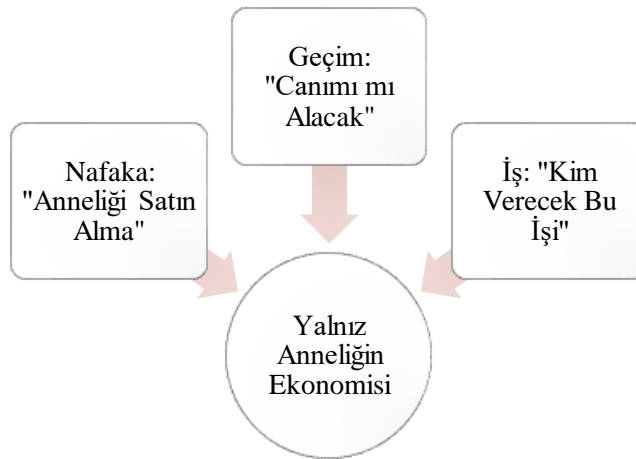 Geçim:
"Canımı mı
Alacak"
Nafaka:
"Anneliği Satın
Alma"
İş: "Kim
Verecek Bu
İşi"
Yalnız
Anneliğin
Ekonomisi